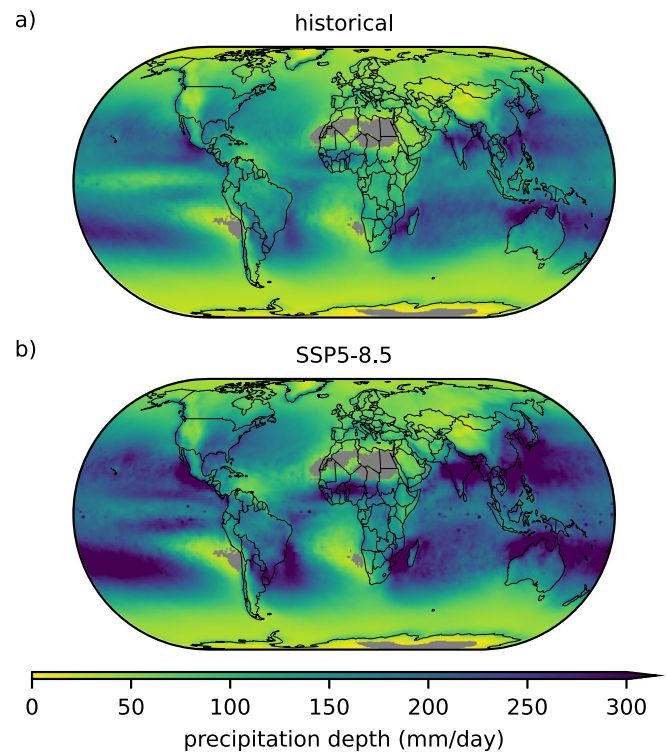 a)
historical
b)
SSP5-8.5
0 50 100 150 200 250 300
precipitation depth (mm/day)